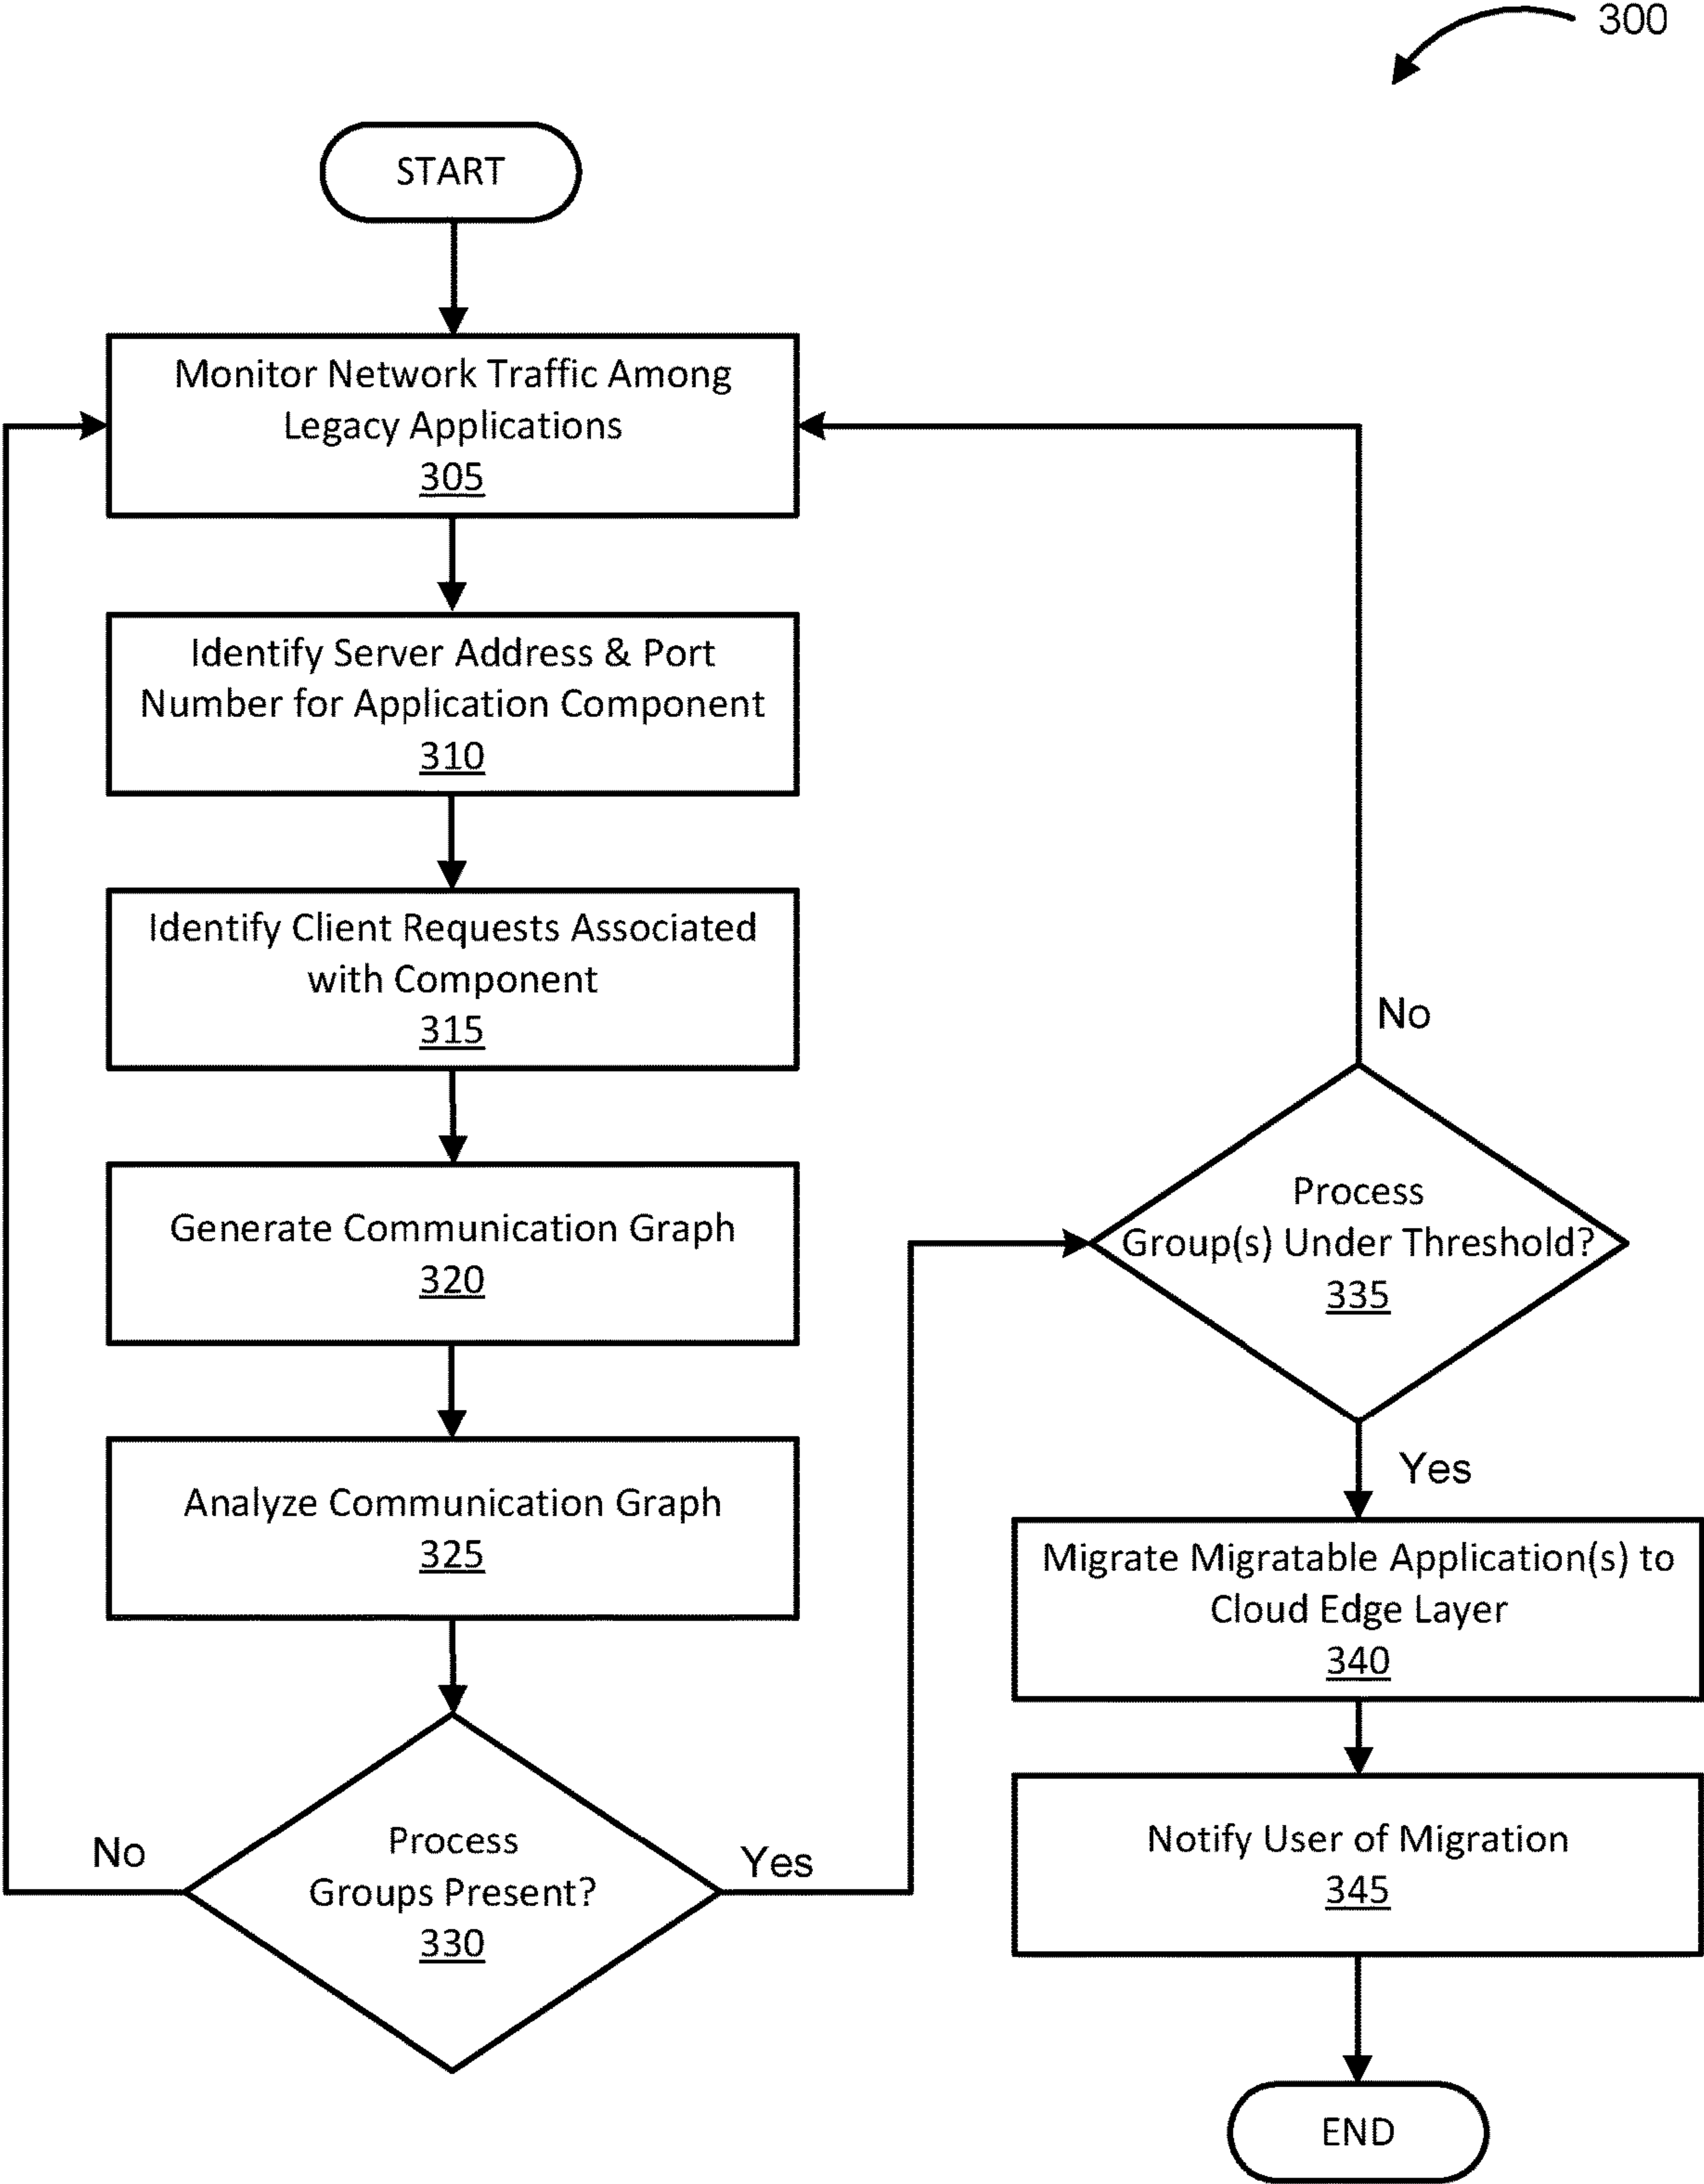 300
START
Monitor Network Traffic Among
Legacy Applications
305
Identify Server Address & Port
Number for Application Component
310
Identify Client Requests Associated
with Component
315
Generate Communication Graph
320
Analyze Communication Graph
325
Process
Groups Present?
330
No
Yes
Process
Group(s) Under Threshold?
335
No
Yes
Migrate Migratable Application(s) to
Cloud Edge Layer
340
Notify User of Migration
345
END